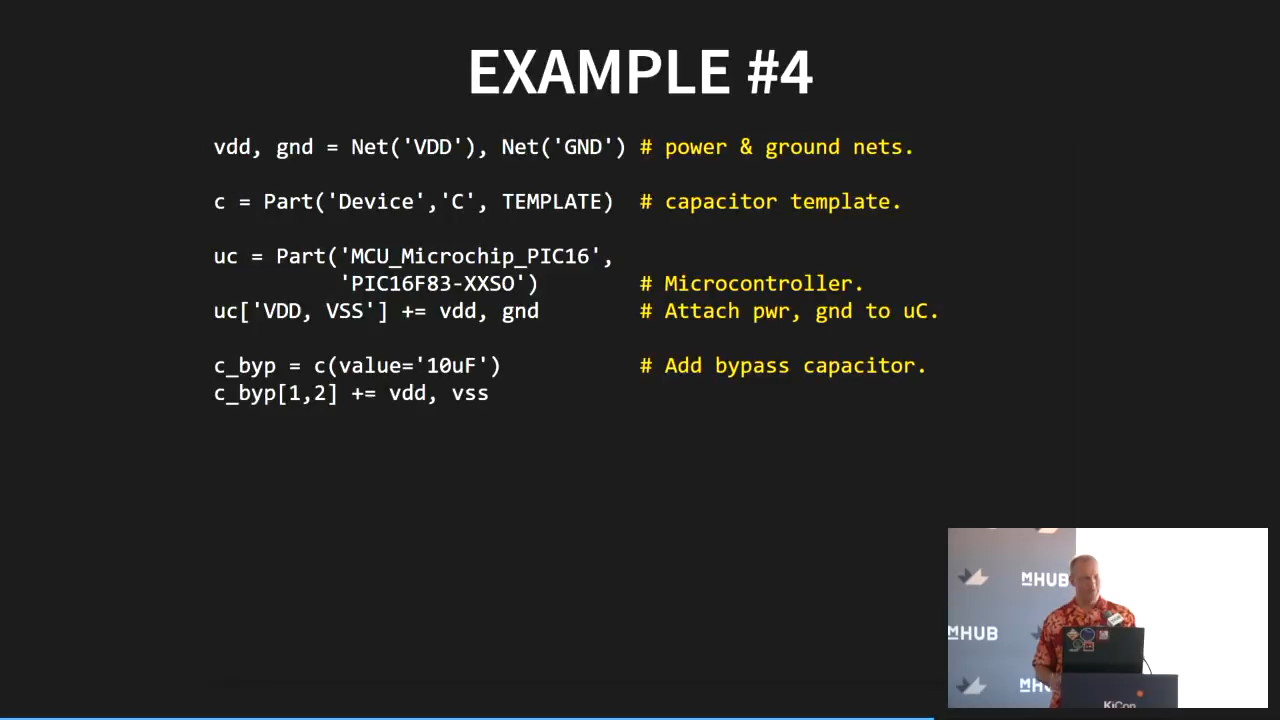 EXAMPLE #4
vdd, gnd = Net('VDD'), Net('GND') # power & ground nets.
c = Part('Device','C', TEMPLATE) # capacitor template.
uc = Part('MCU_Microchip_PIC16',
'PIC16F83-XXSO') # Microcontroller.
uc['VDD, VSS'] += vdd, gnd # Attach pwr, gnd to uC.
c_byp = c(value='10uF') # Add bypass capacitor.
c_byp[1,2] += vdd, vss
MHUB
MHUB
KiCon